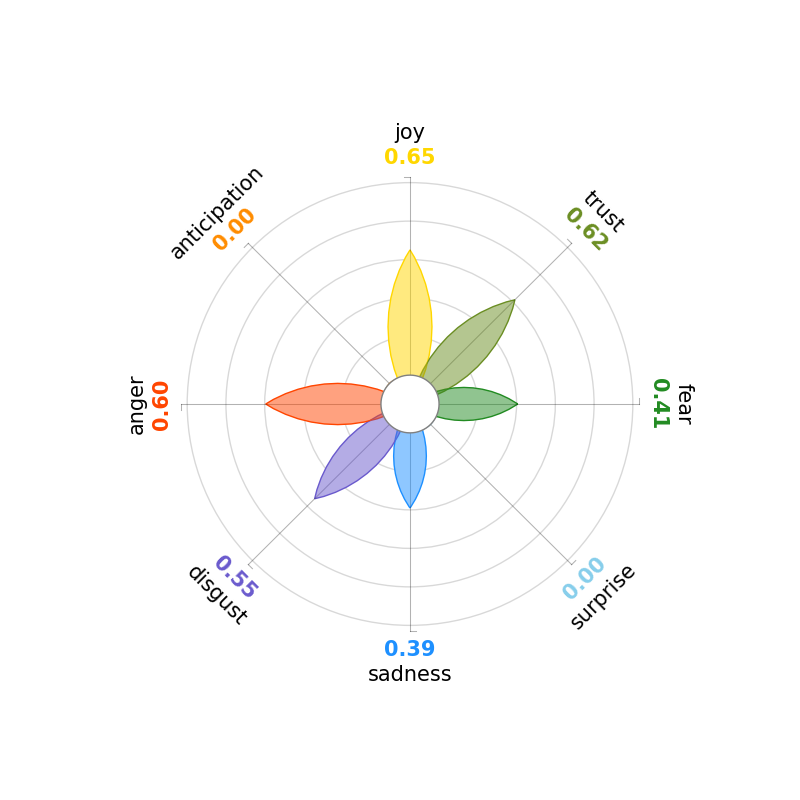 joy
0.65
trust
0.62
fear
0.41
surprise
0.00
sadness
0.39
disgust
0.55
anger
0.60
anticipation
0.00